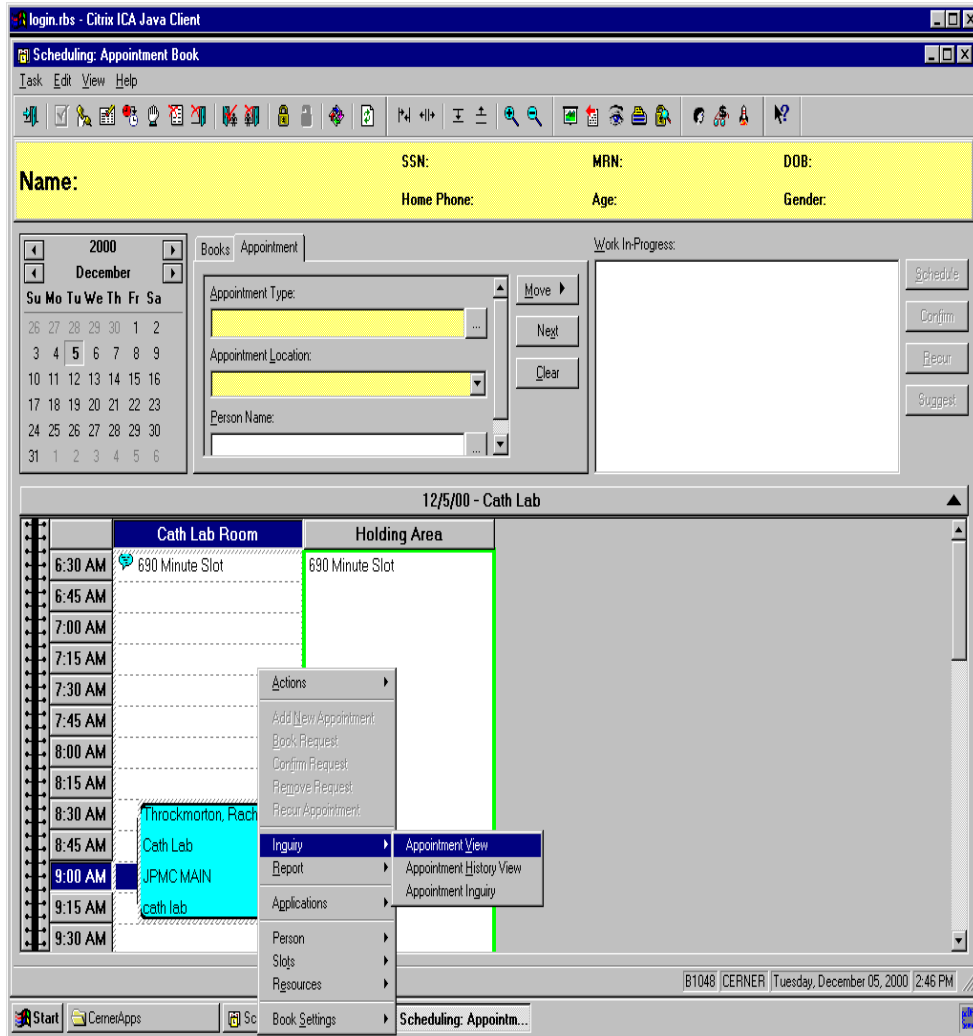 login.rbs - Citrix ICA Java Client
Scheduling: Appointment Book
Task Edit View Help
Name:
SSN: MRN: DOB:
Home Phone: Age: Gender:
2000
December
Su Mo Tu We Th Fr Sa
26 27 28 29 30 1 2
3 4 5 6 7 8 9
10 11 12 13 14 15 16
17 18 19 20 21 22 23
24 25 26 27 28 29 30
31 1 2 3 4 5 6
Books Appointment
Appointment Type:
...
Appointment Location:
Person Name:
...
Move
Next
Clear
Work In-Progress:
Schedule
Confirm
Recur
Suggest
12/5/00 - Cath Lab
Cath Lab Room Holding Area
6:30 AM 690 Minute Slot 690 Minute Slot
6:45 AM
7:00 AM
7:15 AM
7:30 AM
7:45 AM
8:00 AM
8:15 AM
8:30 AM Throckmorton, Rach
8:45 AM Cath Lab
9:00 AM JPMC MAIN
9:15 AM cath lab
9:30 AM
Actions
Add New Appointment
Book Request
Confirm Request
Remove Request
Recur Appointment
Inquiry
Report
Applications
Person
Slots
Resources
Book Settings
Appointment View
Appointment History View
Appointment Inquiry
B1048 CERNER Tuesday, December 05, 2000 2:46 PM
Start CernerApps Sc Scheduling: Appointm...